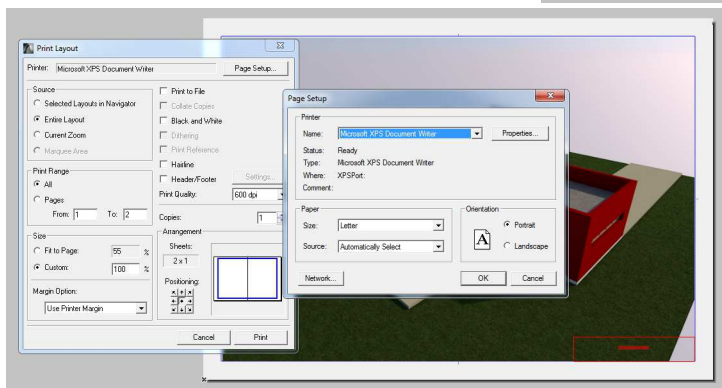 Print Layout
Printer: Microsoft XPS Document Writer Page Setup...
Source
Selected Layouts in Navigator
Entire Layout
Current Zoom
Marquee Area
Print Range
All
Pages
From: 1 To: 2
Size
Fit to Page: 55 %
Custom: 100 %
Margin Option:
Use Printer Margin
Print to File
Collate Copies
Black and White
Dithering
Print Reference
Hairline
Header/Footer Settings...
Print Quality: 600 dpi
Copies: 1
Arrangement
Sheets:
2 x 1
Positioning:
Cancel Print
Page Setup
Printer
Name: Microsoft XPS Document Writer Properties...
Status: Ready
Type: Microsoft XPS Document Writer
Where: XPSPort:
Comment:
Paper
Size: Letter
Source: Automatically Select
Orientation
A
Portrait
Landscape
Network... OK Cancel